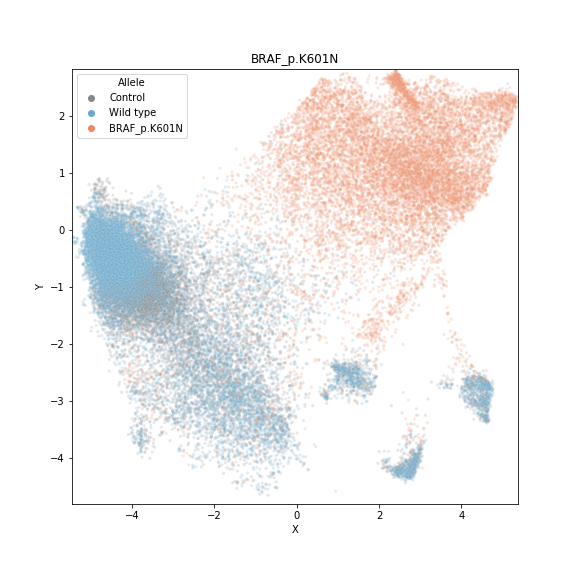 BRAF_p.K601N
Allele
Control
Wild type
BRAF_p.K601N
2
1
0
−1
−2
−3
−4
Y
−4
−2
0
2
4
X